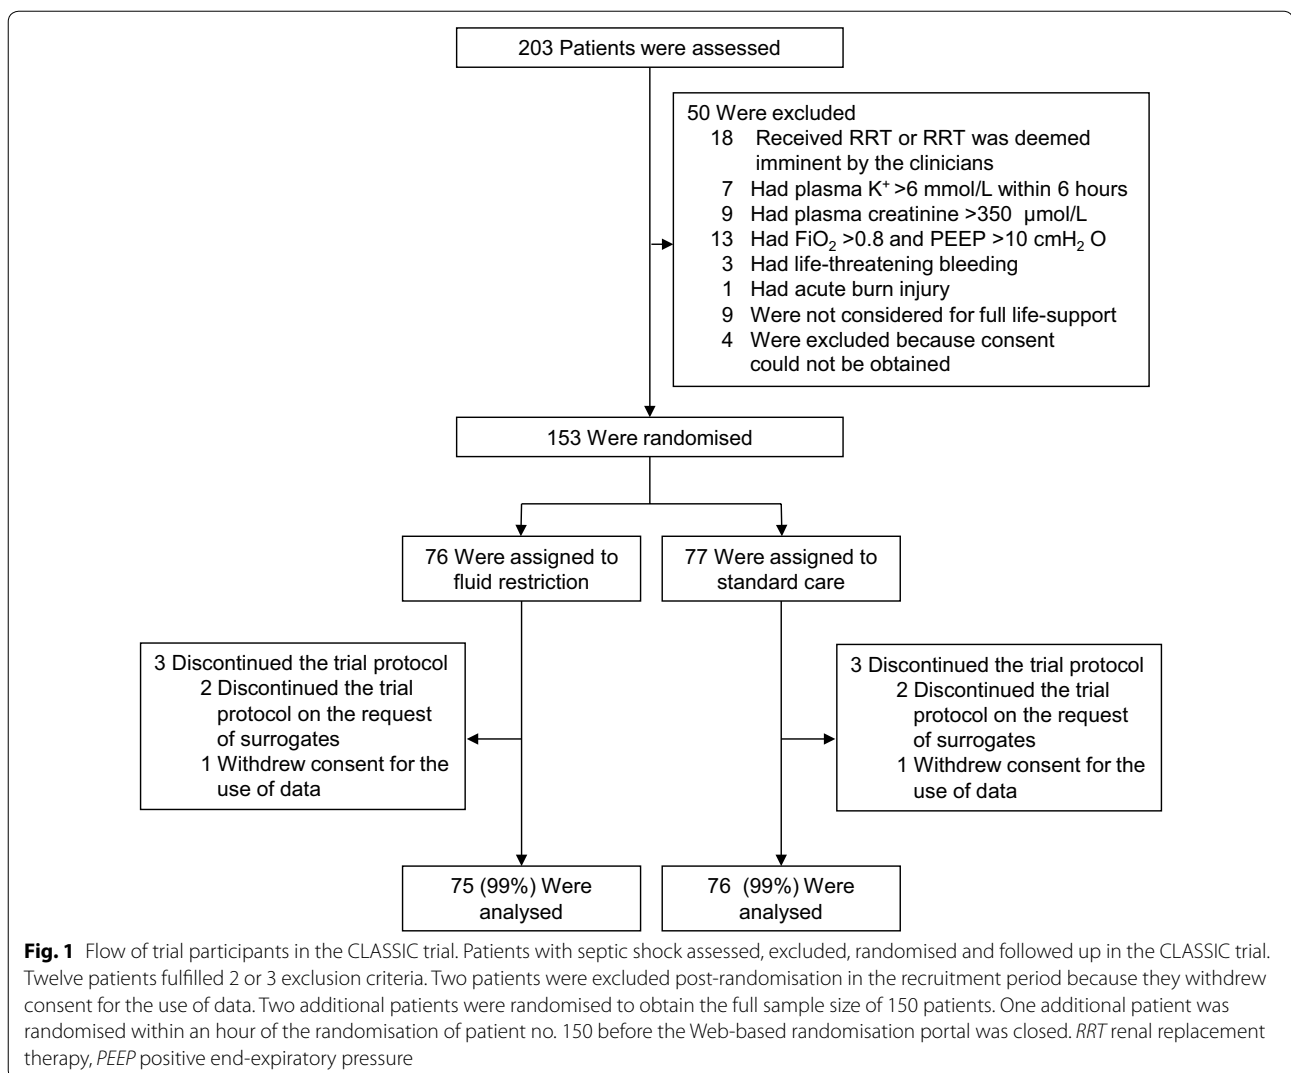 203 Patients were assessed
50 Were excluded
18 Received RRT or RRT was deemed
imminent by the clinicians
7 Had plasma K⁺ >6 mmol/L within 6 hours
9 Had plasma creatinine >350 µmol/L
13 Had FiO₂ >0.8 and PEEP >10 cmH₂ O
3 Had life-threatening bleeding
1 Had acute burn injury
9 Were not considered for full life-support
4 Were excluded because consent
could not be obtained
153 Were randomised
76 Were assigned to
fluid restriction
77 Were assigned to
standard care
3 Discontinued the trial protocol
2 Discontinued the trial
protocol on the request
of surrogates
1 Withdrew consent for the
use of data
3 Discontinued the trial protocol
2 Discontinued the trial
protocol on the request
of surrogates
1 Withdrew consent for the
use of data
75 (99%) Were
analysed
76 (99%) Were
analysed
Fig. 1 Flow of trial participants in the CLASSIC trial. Patients with septic shock assessed, excluded, randomised and followed up in the CLASSIC trial.
Twelve patients fulfilled 2 or 3 exclusion criteria. Two patients were excluded post-randomisation in the recruitment period because they withdrew
consent for the use of data. Two additional patients were randomised to obtain the full sample size of 150 patients. One additional patient was
randomised within an hour of the randomisation of patient no. 150 before the Web-based randomisation portal was closed. RRT renal replacement
therapy, PEEP positive end-expiratory pressure